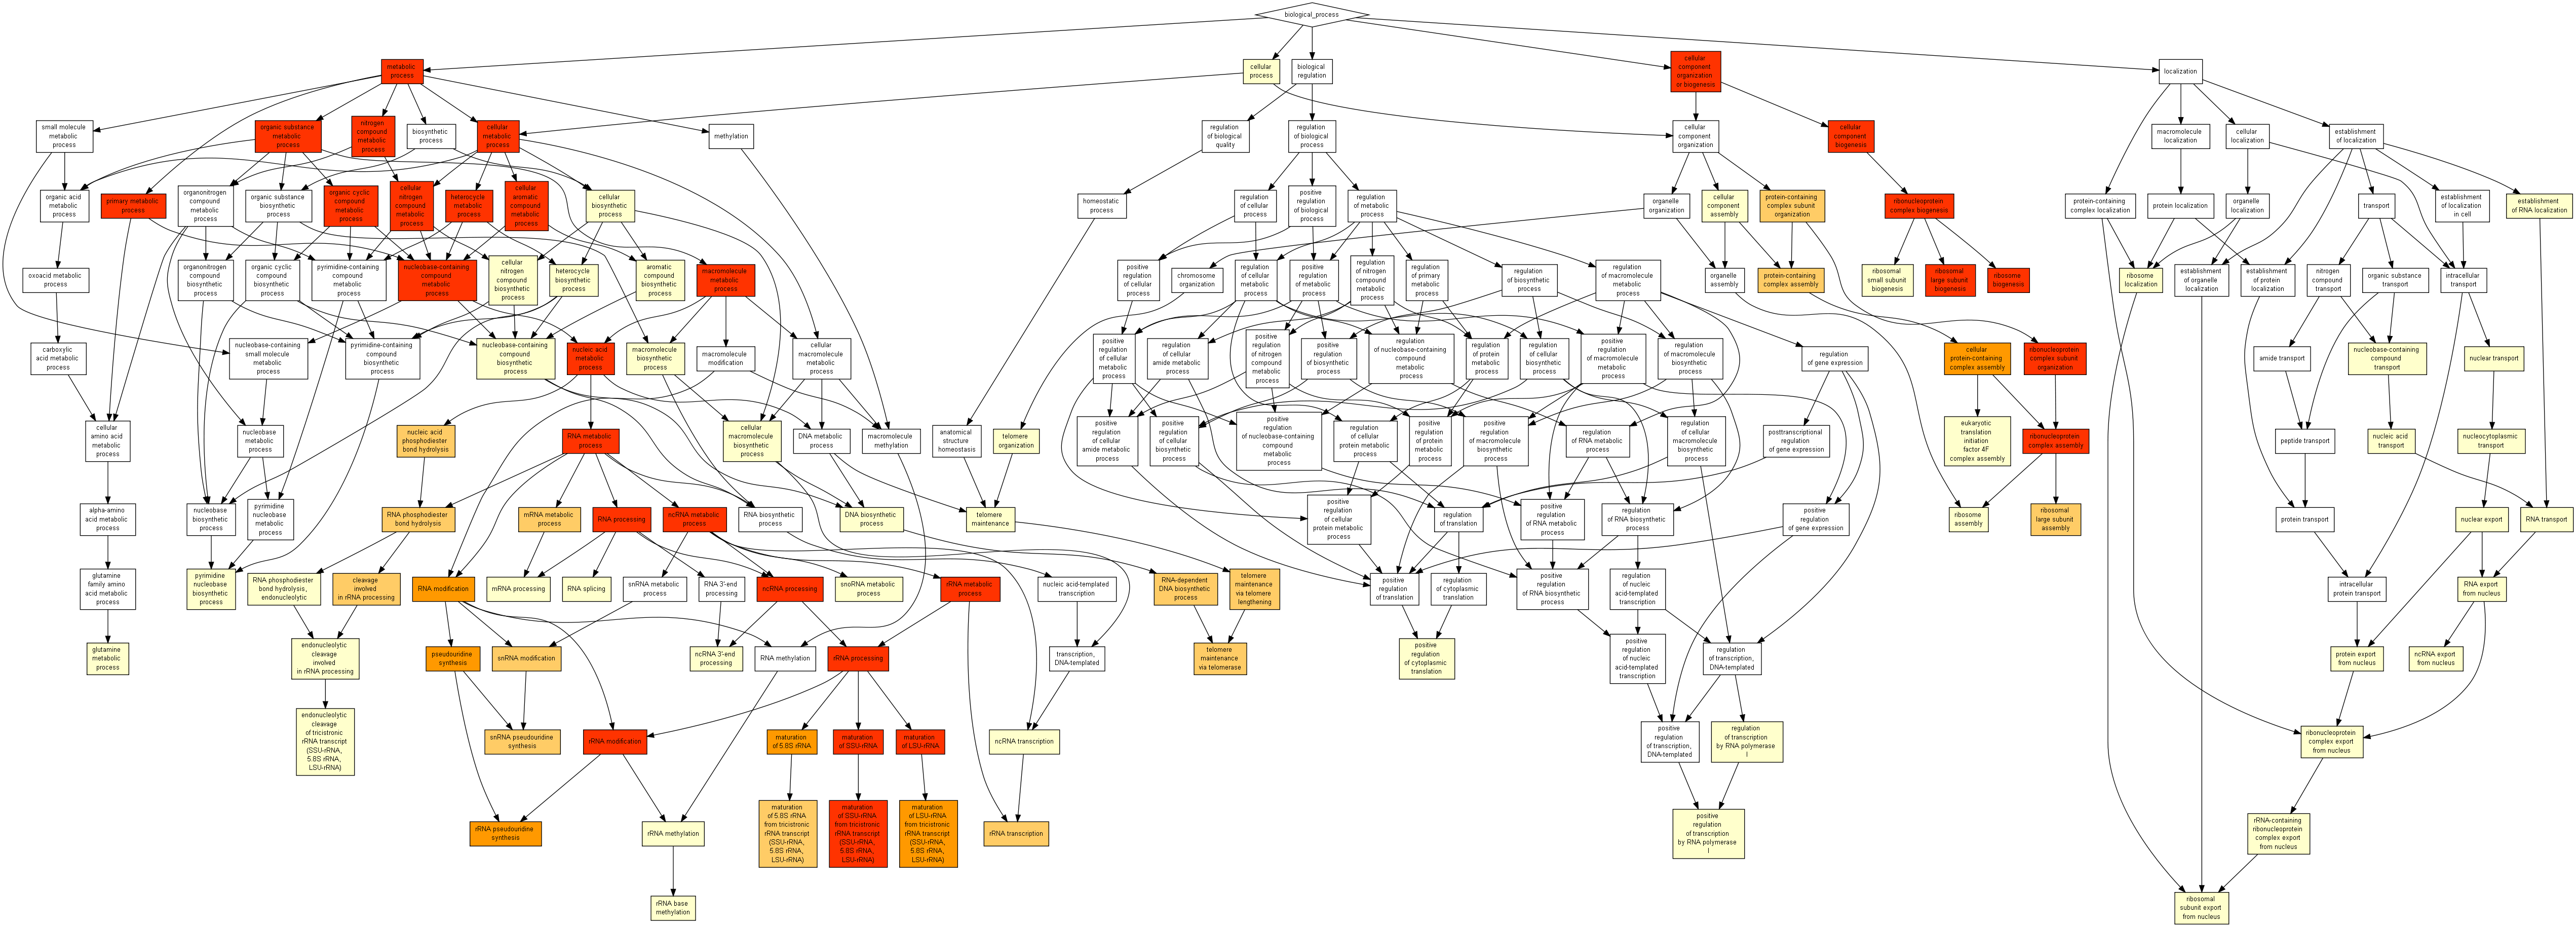 biological_process
metabolic
process
cellular
process
biological
regulation
cellular
component
organization
or biogenesis
localization
small molecule
metabolic
process
organic substance
metabolic
process
nitrogen
compound
metabolic
process
biosynthetic
process
cellular
metabolic
process
methylation
regulation
of biological
quality
regulation
of biological
process
cellular
component
organization
cellular
component
biogenesis
macromolecule
localization
cellular
localization
establishment
of localization
organic acid
metabolic
process
primary metabolic
process
organonitrogen
compound
metabolic
process
organic substance
biosynthetic
process
organic cyclic
compound
metabolic
process
cellular
nitrogen
compound
metabolic
process
heterocycle
metabolic
process
cellular
aromatic
compound
metabolic
process
cellular
biosynthetic
process
homeostatic
process
regulation
of cellular
process
positive
regulation
of biological
process
regulation
of metabolic
process
organelle
organization
cellular
component
assembly
protein-containing
complex subunit
organization
ribonucleoprotein
complex biogenesis
protein-containing
complex localization
protein localization
organelle
localization
transport
establishment
of localization
in cell
establishment
of RNA localization
oxoacid metabolic
process
organonitrogen
compound
biosynthetic
process
organic cyclic
compound
biosynthetic
process
pyrimidine-containing
compound
metabolic
process
nucleobase-containing
compound
metabolic process
cellular
nitrogen
compound
biosynthetic
process
heterocycle
biosynthetic
process
aromatic
compound
biosynthetic
process
macromolecule
metabolic
process
positive
regulation
of cellular
process
chromosome
organization
regulation
of cellular
metabolic
process
positive
regulation
of metabolic
process
regulation
of nitrogen
compound
metabolic
process
regulation
of primary
metabolic
process
regulation
of biosynthetic
process
regulation
of macromolecule
metabolic
process
organelle
assembly
protein-containing
complex assembly
ribosomal
small subunit
biogenesis
ribosomal
large subunit
biogenesis
ribosome
biogenesis
ribosome
localization
establishment
of organelle
localization
establishment
of protein
localization
nitrogen
compound
transport
organic substance
transport
intracellular
transport
carboxylic
acid metabolic
process
nucleobase-containing
small molecule
metabolic
process
pyrimidine-containing
compound
biosynthetic
process
nucleobase-containing
compound
biosynthetic
process
nucleic acid
metabolic
process
macromolecule
biosynthetic
process
macromolecule
modification
cellular
macromolecule
metabolic
process
positive
regulation
of cellular
metabolic
process
regulation
of cellular
amide metabolic
process
positive
regulation
of nitrogen
compound
metabolic
process
positive
regulation
of biosynthetic
process
regulation
of nucleobase-containing
compound
metabolic
process
regulation
of protein
metabolic
process
regulation
of cellular
biosynthetic
process
positive
regulation
of macromolecule
metabolic
process
regulation
of macromolecule
biosynthetic
process
regulation
of gene expression
cellular
protein-containing
complex assembly
ribonucleoprotein
complex subunit
organization
amide transport
nucleobase-containing
compound
transport
nuclear transport
cellular
amino acid
metabolic
process
nucleobase
metabolic
process
nucleic acid
phosphodiester
bond hydrolysis
RNA metabolic
process
cellular
macromolecule
biosynthetic
process
DNA metabolic
process
macromolecule
methylation
anatomical
structure
homeostasis
telomere
organization
positive
regulation
of cellular
amide metabolic
process
positive
regulation
of cellular
biosynthetic
process
positive
regulation
of nucleobase-containing
compound
metabolic
process
regulation
of cellular
protein metabolic
process
positive
regulation
of protein
metabolic
process
positive
regulation
of macromolecule
biosynthetic
process
regulation
of RNA metabolic
process
regulation
of cellular
macromolecule
biosynthetic
process
posttranscriptional
regulation
of gene expression
eukaryotic
translation
initiation
factor 4F
complex assembly
ribonucleoprotein
complex assembly
peptide transport
nucleic acid
transport
nucleocytoplasmic
transport
alpha-amino
acid metabolic
process
nucleobase
biosynthetic
process
pyrimidine
nucleobase
metabolic
process
RNA phosphodiester
bond hydrolysis
mRNA metabolic
process
RNA processing
ncRNA metabolic
process
RNA biosynthetic
process
DNA biosynthetic
process
telomere
maintenance
positive
regulation
of cellular
protein metabolic
process
regulation
of translation
positive
regulation
of RNA metabolic
process
regulation
of RNA biosynthetic
process
positive
regulation
of gene expression
ribosome
assembly
ribosomal
large subunit
assembly
protein transport
nuclear export
RNA transport
glutamine
family amino
acid metabolic
process
pyrimidine
nucleobase
biosynthetic
process
RNA phosphodiester
bond hydrolysis,
endonucleolytic
cleavage
involved
in rRNA processing
RNA modification
mRNA processing
RNA splicing
snRNA metabolic
process
RNA 3'-end
processing
ncRNA processing
snoRNA metabolic
process
rRNA metabolic
process
nucleic acid-templated
transcription
RNA-dependent
DNA biosynthetic
process
telomere
maintenance
via telomere
lengthening
positive
regulation
of translation
regulation
of cytoplasmic
translation
positive
regulation
of RNA biosynthetic
process
regulation
of nucleic
acid-templated
transcription
intracellular
protein transport
RNA export
from nucleus
glutamine
metabolic
process
endonucleolytic
cleavage
involved
in rRNA processing
pseudouridine
synthesis
snRNA modification
ncRNA 3'-end
processing
RNA methylation
rRNA processing
transcription,
DNA-templated
telomere
maintenance
via telomerase
positive
regulation
of cytoplasmic
translation
positive
regulation
of nucleic
acid-templated
transcription
regulation
of transcription,
DNA-templated
protein export
from nucleus
ncRNA export
from nucleus
endonucleolytic
cleavage
of tricistronic
rRNA transcript
(SSU-rRNA,
5.8S rRNA,
LSU-rRNA)
snRNA pseudouridine
synthesis
rRNA modification
maturation
of 5.8S rRNA
maturation
of SSU-rRNA
maturation
of LSU-rRNA
ncRNA transcription
positive
regulation
of transcription,
DNA-templated
regulation
of transcription
by RNA polymerase
I
ribonucleoprotein
complex export
from nucleus
rRNA pseudouridine
synthesis
rRNA methylation
maturation
of 5.8S rRNA
from tricistronic
rRNA transcript
(SSU-rRNA,
5.8S rRNA,
LSU-rRNA)
maturation
of SSU-rRNA
from tricistronic
rRNA transcript
(SSU-rRNA,
5.8S rRNA,
LSU-rRNA)
maturation
of LSU-rRNA
from tricistronic
rRNA transcript
(SSU-rRNA,
5.8S rRNA,
LSU-rRNA)
rRNA transcription
positive
regulation
of transcription
by RNA polymerase
I
rRNA-containing
ribonucleoprotein
complex export
from nucleus
rRNA base
methylation
ribosomal
subunit export
from nucleus